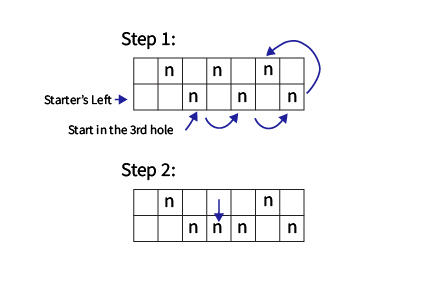 Step 1:
n n n
Starter's Left
n n n
Start in the 3rd hole
Step 2:
n n
n n n n